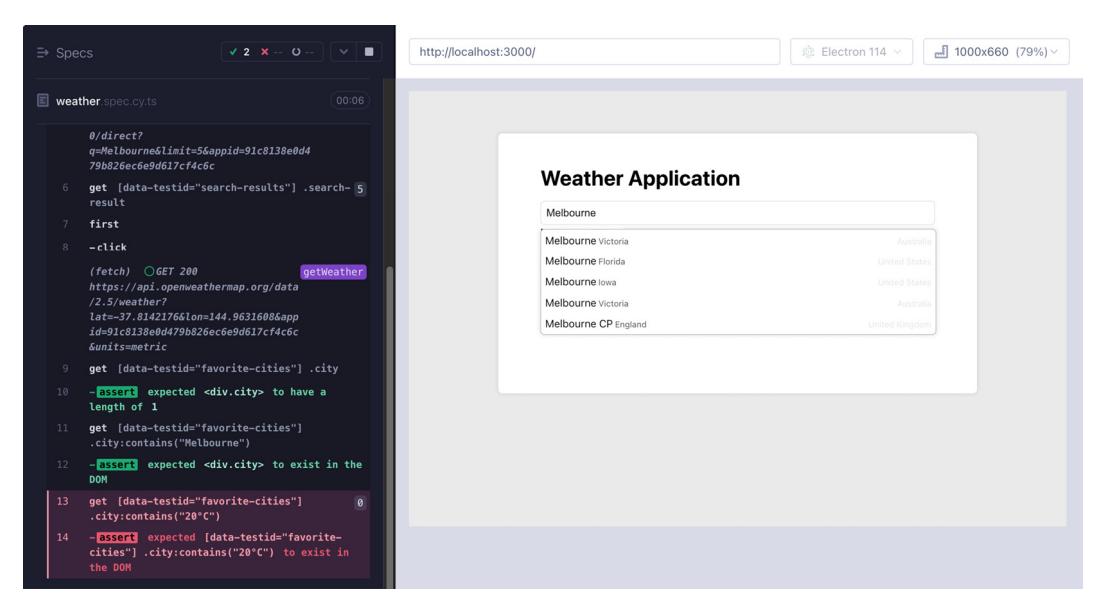 Specs
2 -- --
weather.spec.cy.ts 00:06
0/direct?
q=Melbourne&limit=5&appid=91c8138e0d4
79b826ec6e9d617cf4c6c
6 get [data-testid="search-results"] .search- 5
result
7 first
8 -click
(fetch) GET 200 getWeather
https://api.openweathermap.org/data
/2.5/weather?
lat=-37.8142176&lon=144.9631608&app
id=91c8138e0d479b826ec6e9d617cf4c6c
&units=metric
9 get [data-testid="favorite-cities"] .city
10 -assert expected <div.city> to have a
length of 1
11 get [data-testid="favorite-cities"]
.city:contains("Melbourne")
12 -assert expected <div.city> to exist in the
DOM
13 get [data-testid="favorite-cities"] 0
.city:contains("20°C")
14 -assert expected [data-testid="favorite-
cities"] .city:contains("20°C") to exist in
the DOM
http://localhost:3000/
Electron 114
1000x660 (79%)
Weather Application
Melbourne
Melbourne Victoria Australia
Melbourne Florida United States
Melbourne Iowa United States
Melbourne Victoria Australia
Melbourne CP England United Kingdom